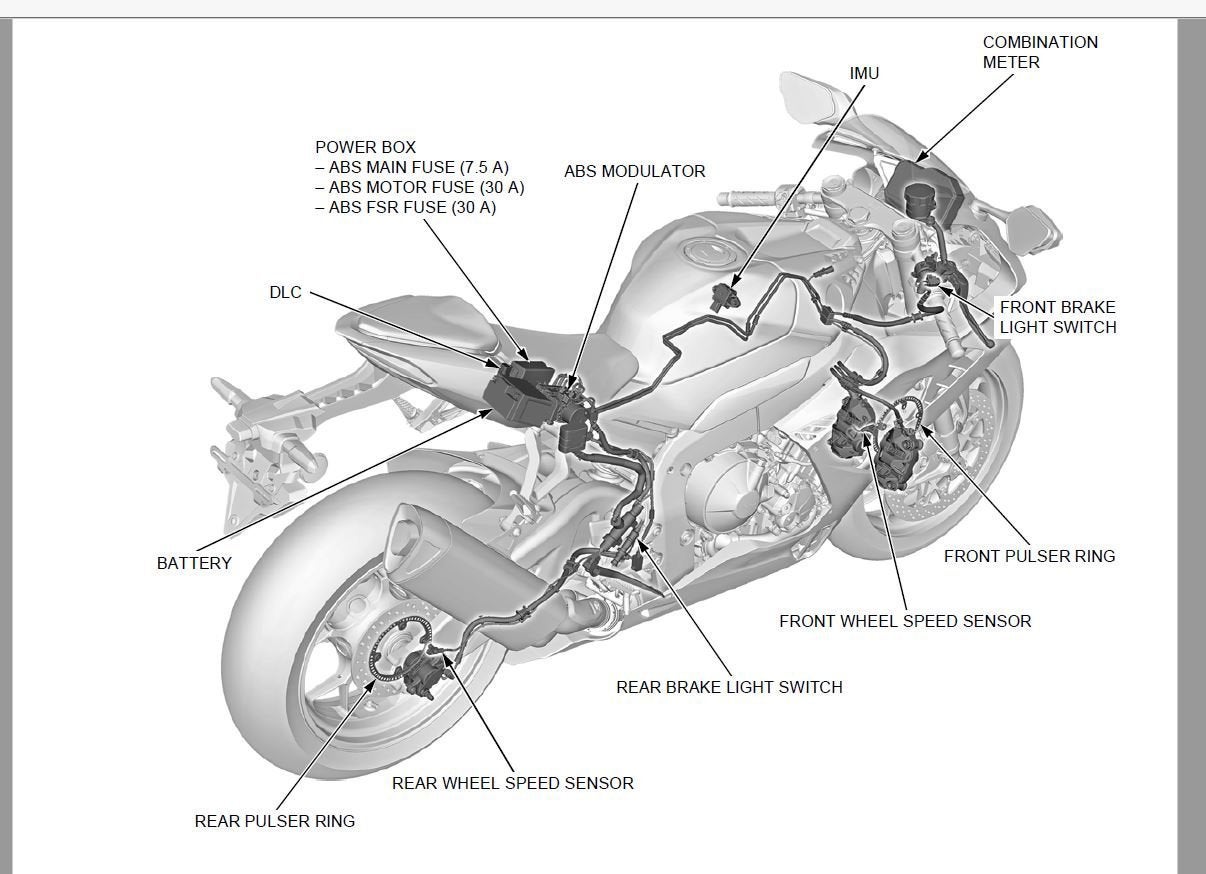 COMBINATION
METER
IMU
POWER BOX
– ABS MAIN FUSE (7.5 A)
– ABS MOTOR FUSE (30 A)
– ABS FSR FUSE (30 A)
ABS MODULATOR
DLC
FRONT BRAKE
LIGHT SWITCH
BATTERY
FRONT PULSER RING
FRONT WHEEL SPEED SENSOR
REAR BRAKE LIGHT SWITCH
REAR WHEEL SPEED SENSOR
REAR PULSER RING